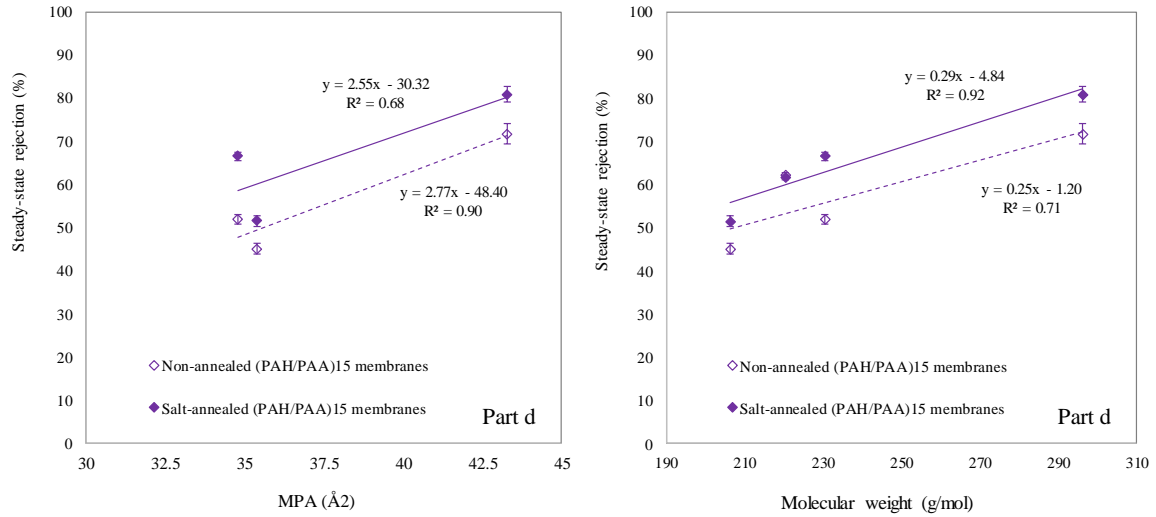 Steady-state rejection (%)
100
90
80
70
60
50
40
30
20
10
0
y = 2.55x - 30.32
R² = 0.68
y = 2.77x - 48.40
R² = 0.90
Non-annealed (PAH/PAA)15 membranes
Salt-annealed (PAH/PAA)15 membranes
Part d
30
32.5
35
37.5
40
42.5
45
MPA (Å2)
Steady-state rejection (%)
100
90
80
70
60
50
40
30
20
10
0
y = 0.29x - 4.84
R² = 0.92
y = 0.25x - 1.20
R² = 0.71
Non-annealed (PAH/PAA)15 membranes
Salt-annealed (PAH/PAA)15 membranes
Part d
190
210
230
250
270
290
310
Molecular weight (g/mol)